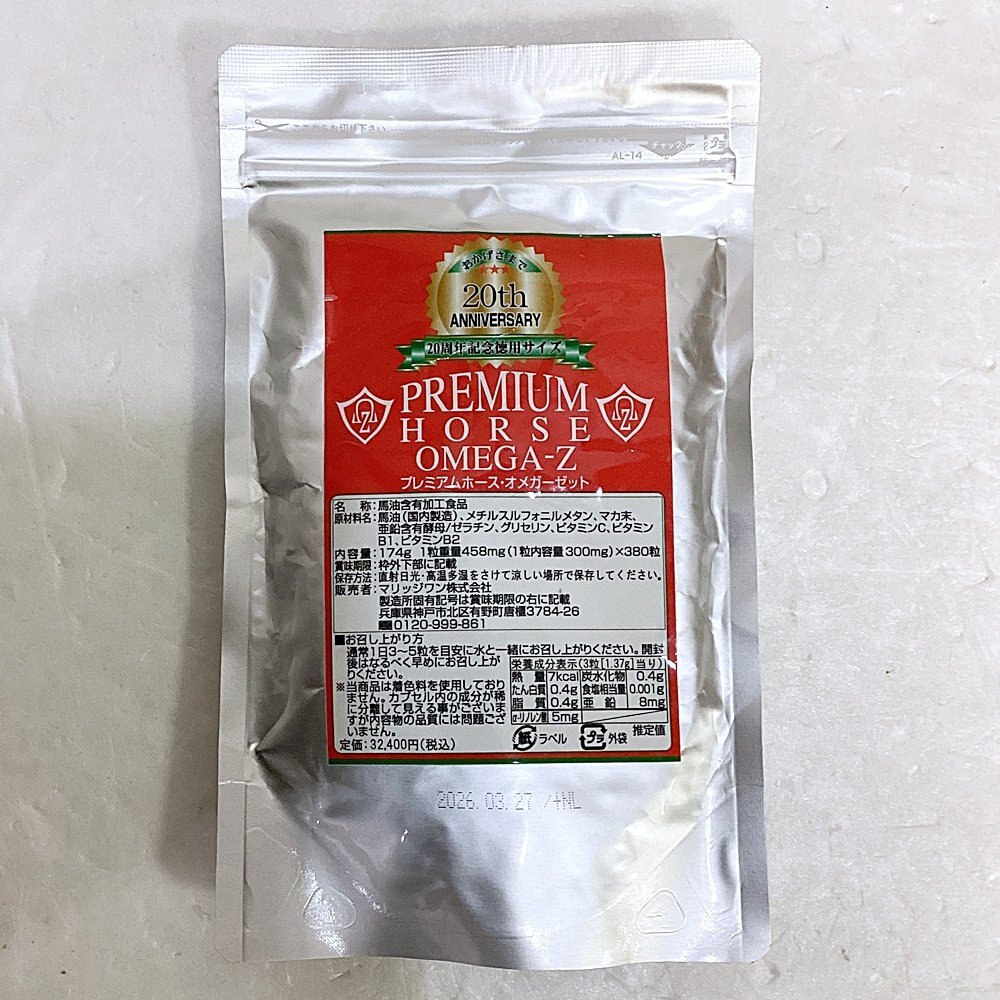 ここからお切り下さい
AL-14
チャック
プラ
おかげさまで
20th
ANNIVERSARY
20周年記念徳用サイズ
PREMIUM
HORSE
OMEGA-Z
プレミアムホース・オメガーゼット
名 称：馬油含有加工食品
原材料名：馬油（国内製造）、メチルスルフォニルメタン、マカ末、
亜鉛含有酵母/ゼラチン、グリセリン、ビタミンC、ビタミン
B1、ビタミンB2
内容量：174g 1粒重量458mg（1粒内容量300mg）×380粒
賞味期限：枠外下部に記載
保存方法：直射日光・高温多湿をさけて涼しい場所で保存してください。
販売者：マリッジワン株式会社
製造所固有記号は賞味期限の右に記載
兵庫県神戸市北区有野町唐櫃3784-26
0120-999-861
■お召し上がり方
通常1日3〜5粒を目安に水と一緒にお召し上がりください。開封
後はなるべく早めにお召し上が
りください。
※当商品は着色料を使用しており
ません。カプセル内の成分が稀
に分離して見える事がございま
すが内容物の品質には問題ござ
いません。
定価：32,400円（税込）
栄養成分表示（3粒［1.37g］当り）
熱量 7kcal 炭水化物 0.4g
たん白質 0.4g 食塩相当量 0.001g
脂質 0.4g 亜鉛 8mg
α-リノレン酸 5mg
推定値
紙 ラベル プラ 外袋
2026.03.27 /+NL